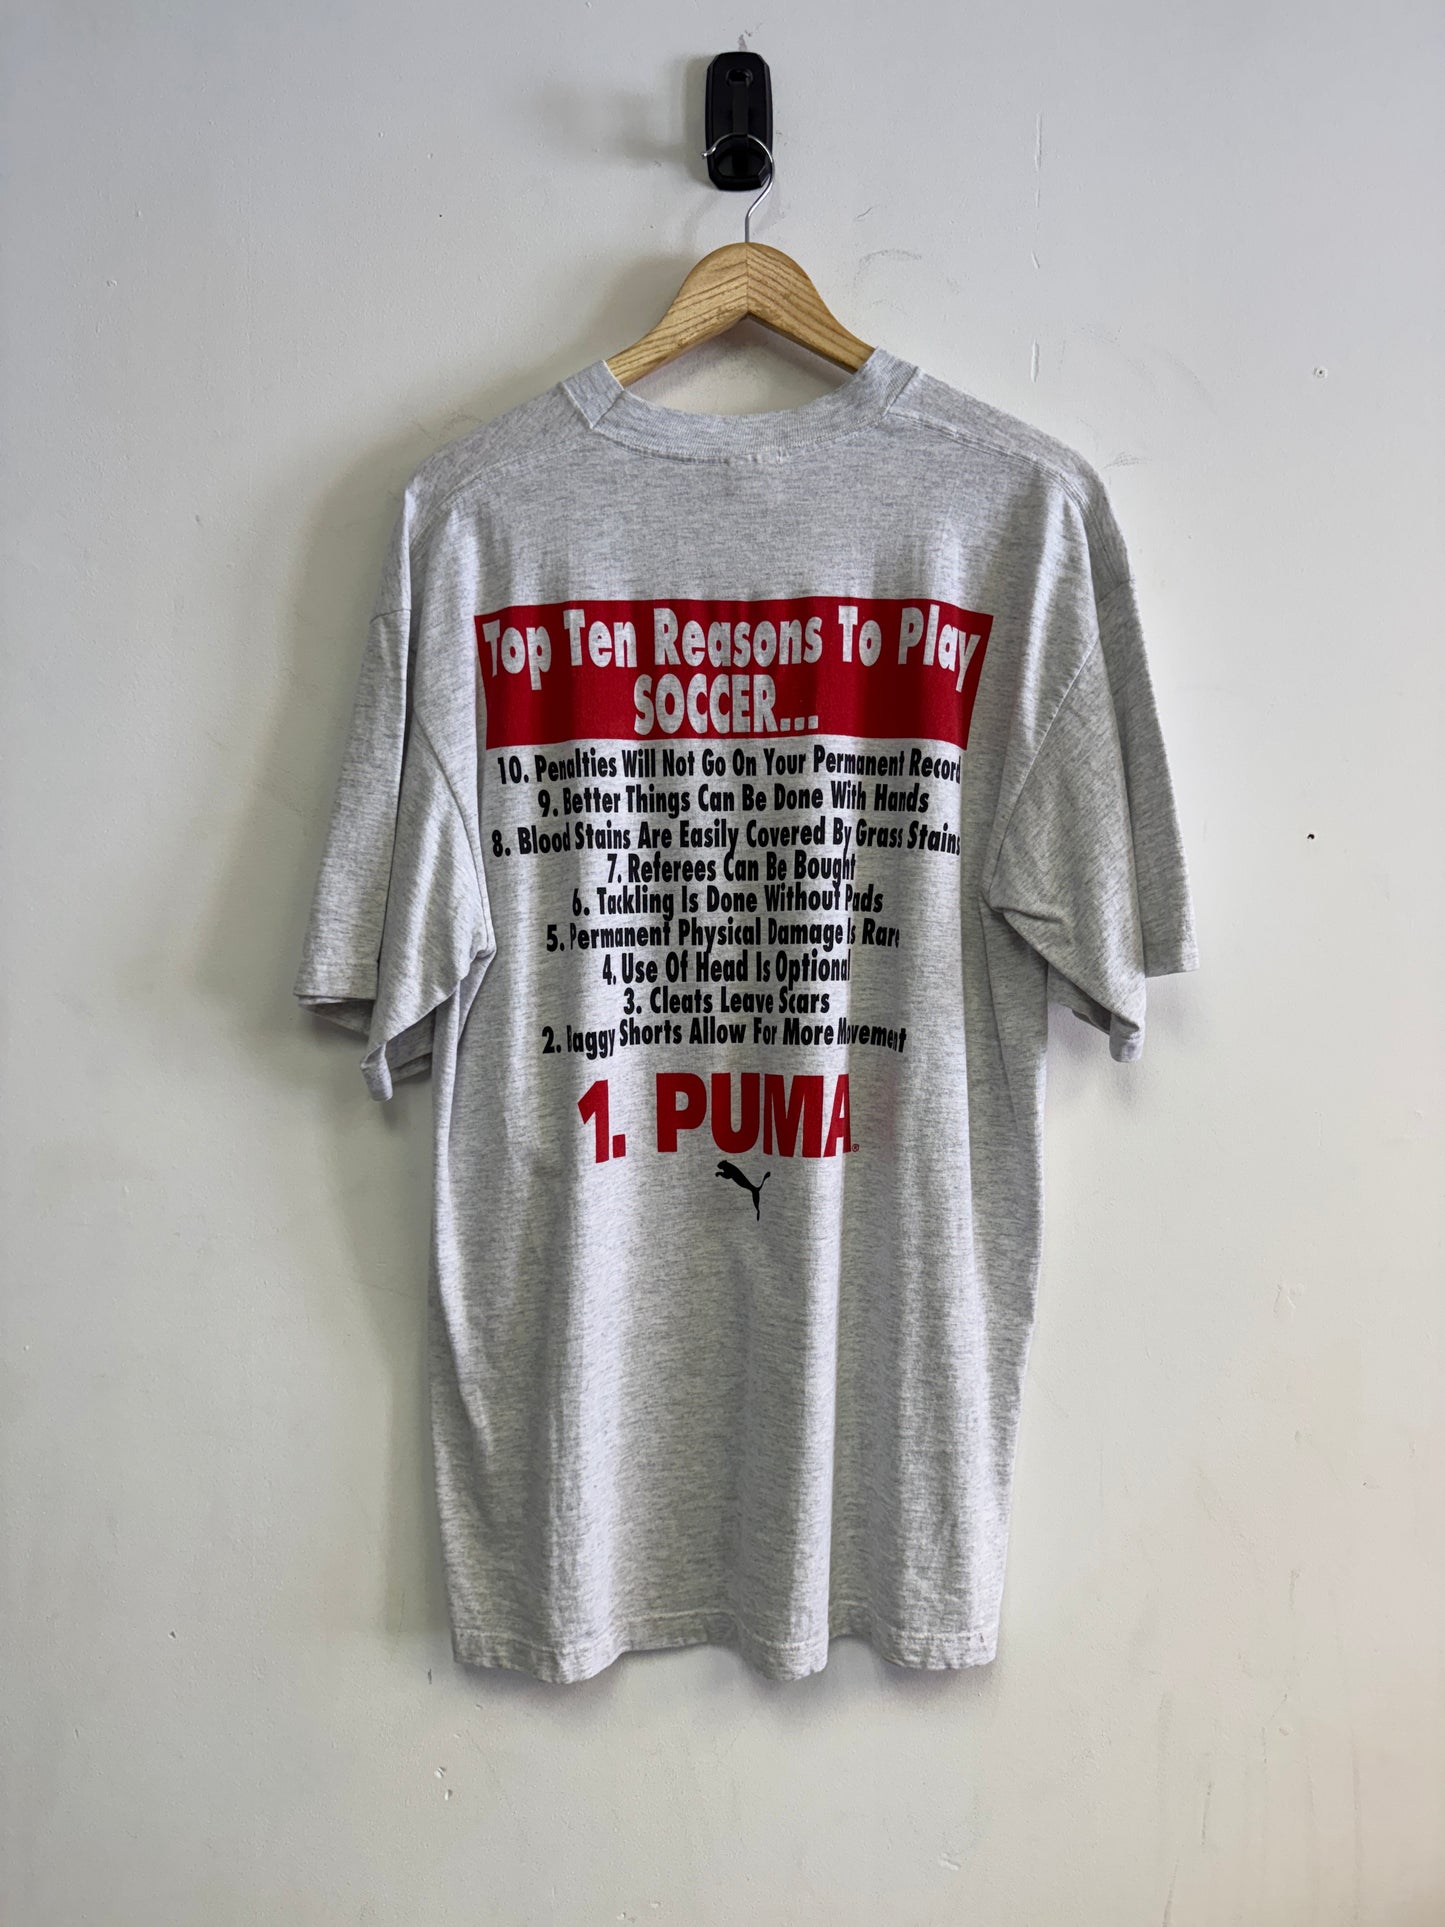 Top Ten Reasons To Play
SOCCER...
10. Penalties Will Not Go On Your Permanent Record
9. Better Things Can Be Done With Hands
8. Blood Stains Are Easily Covered By Grass Stains
7. Referees Can Be Bought
6. Tackling Is Done Without Pads
5. Permanent Physical Damage Is Rare
4. Use Of Head Is Optional
3. Cleats Leave Scars
2. Baggy Shorts Allow For More Movement
1. PUMA®